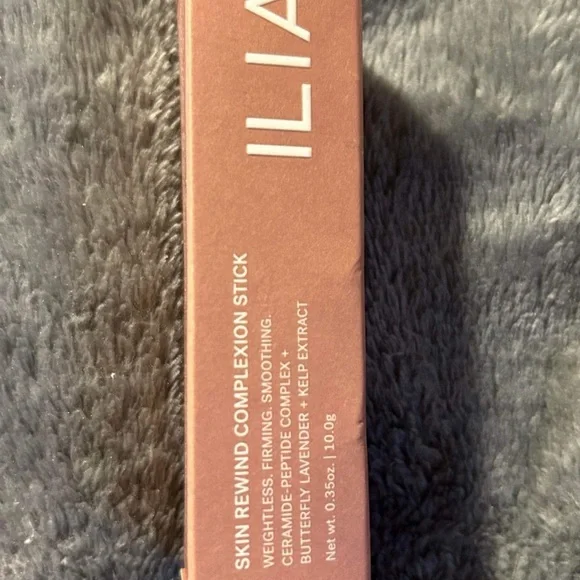 ILIA
SKIN REWIND COMPLEXION STICK
WEIGHTLESS. FIRMING. SMOOTHING.
CERAMIDE-PEPTIDE COMPLEX +
BUTTERFLY LAVENDER + KELP EXTRACT
Net wt. 0.35oz. | 10.0g